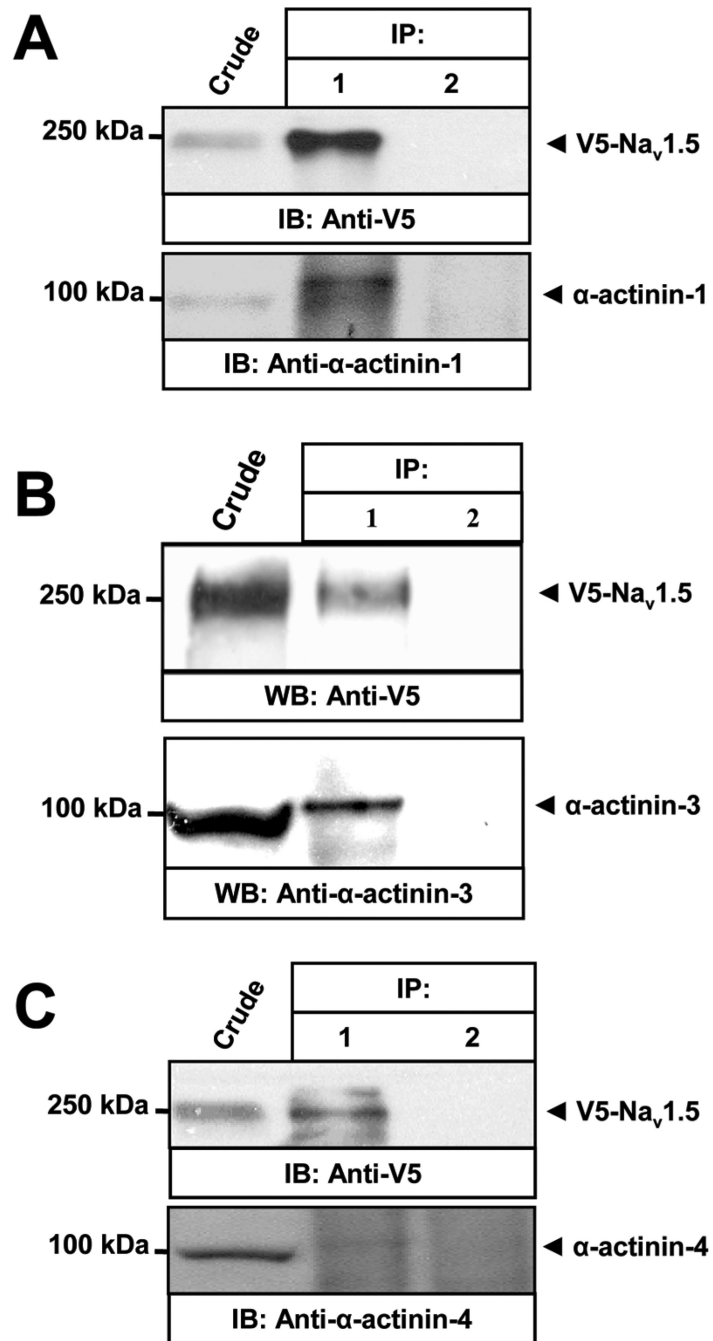 A
Crude
IP:
1 2
250 kDa
V5-Nav1.5
IB: Anti-V5
100 kDa
α-actinin-1
IB: Anti-α-actinin-1
B
Crude
IP:
1 2
250 kDa
V5-Nav1.5
WB: Anti-V5
100 kDa
α-actinin-3
WB: Anti-α-actinin-3
C
Crude
IP:
1 2
250 kDa
V5-Nav1.5
IB: Anti-V5
100 kDa
α-actinin-4
IB: Anti-α-actinin-4